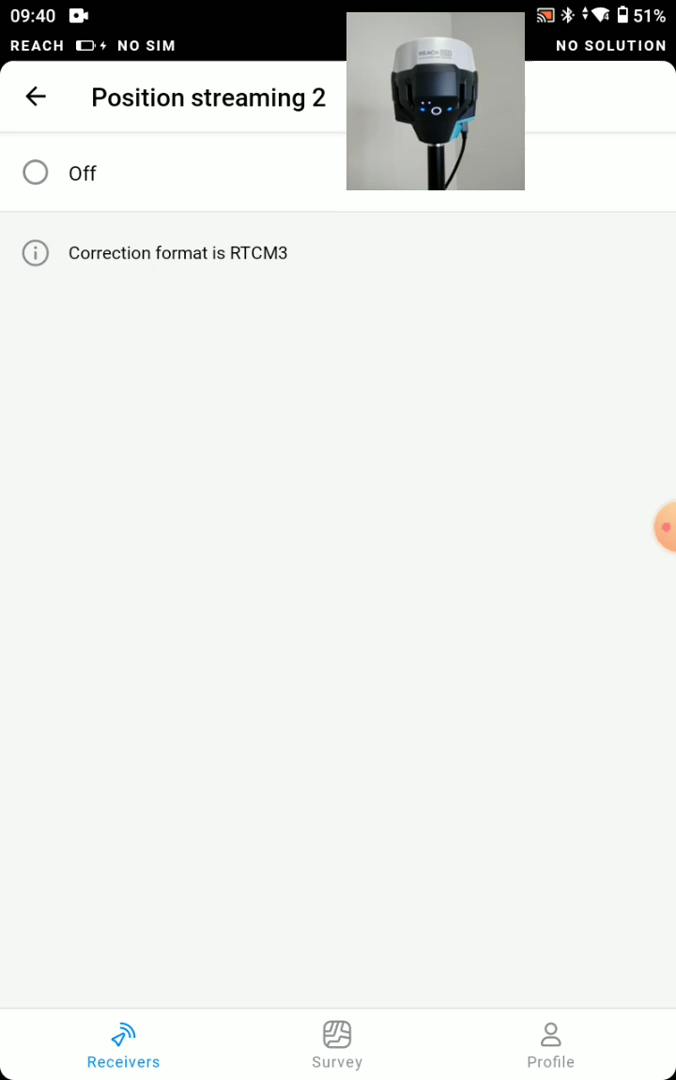 09:40 51%
REACH NO SIM NO SOLUTION
Position streaming 2
REACH
Off
Correction format is RTCM3
Receivers Survey Profile